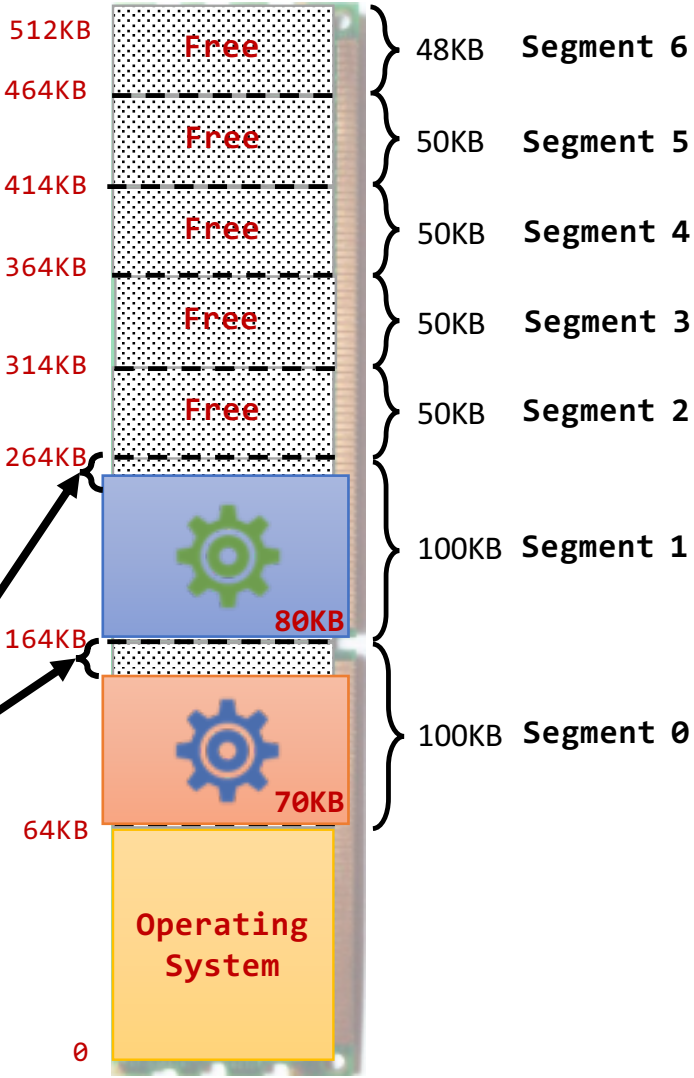 512KB
Free
48KB Segment 6
464KB
Free
50KB Segment 5
414KB
Free
50KB Segment 4
364KB
Free
50KB Segment 3
314KB
Free
50KB Segment 2
264KB
100KB Segment 1
80KB
164KB
100KB Segment 0
70KB
64KB
Operating
System
0